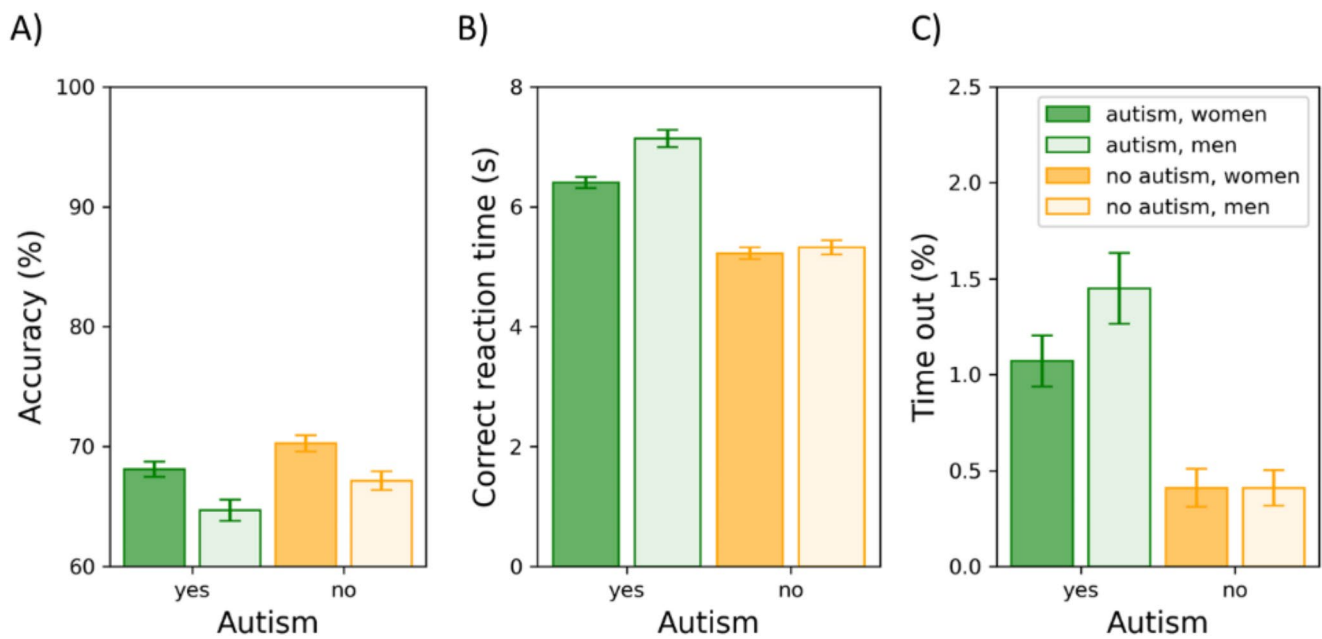 A)
Accuracy (%)
100
90
80
70
60
yes
no
Autism
B)
Correct reaction time (s)
8
6
4
2
0
yes
no
Autism
C)
Time out (%)
2.5
2.0
1.5
1.0
0.5
0.0
autism, women
autism, men
no autism, women
no autism, men
yes
no
Autism